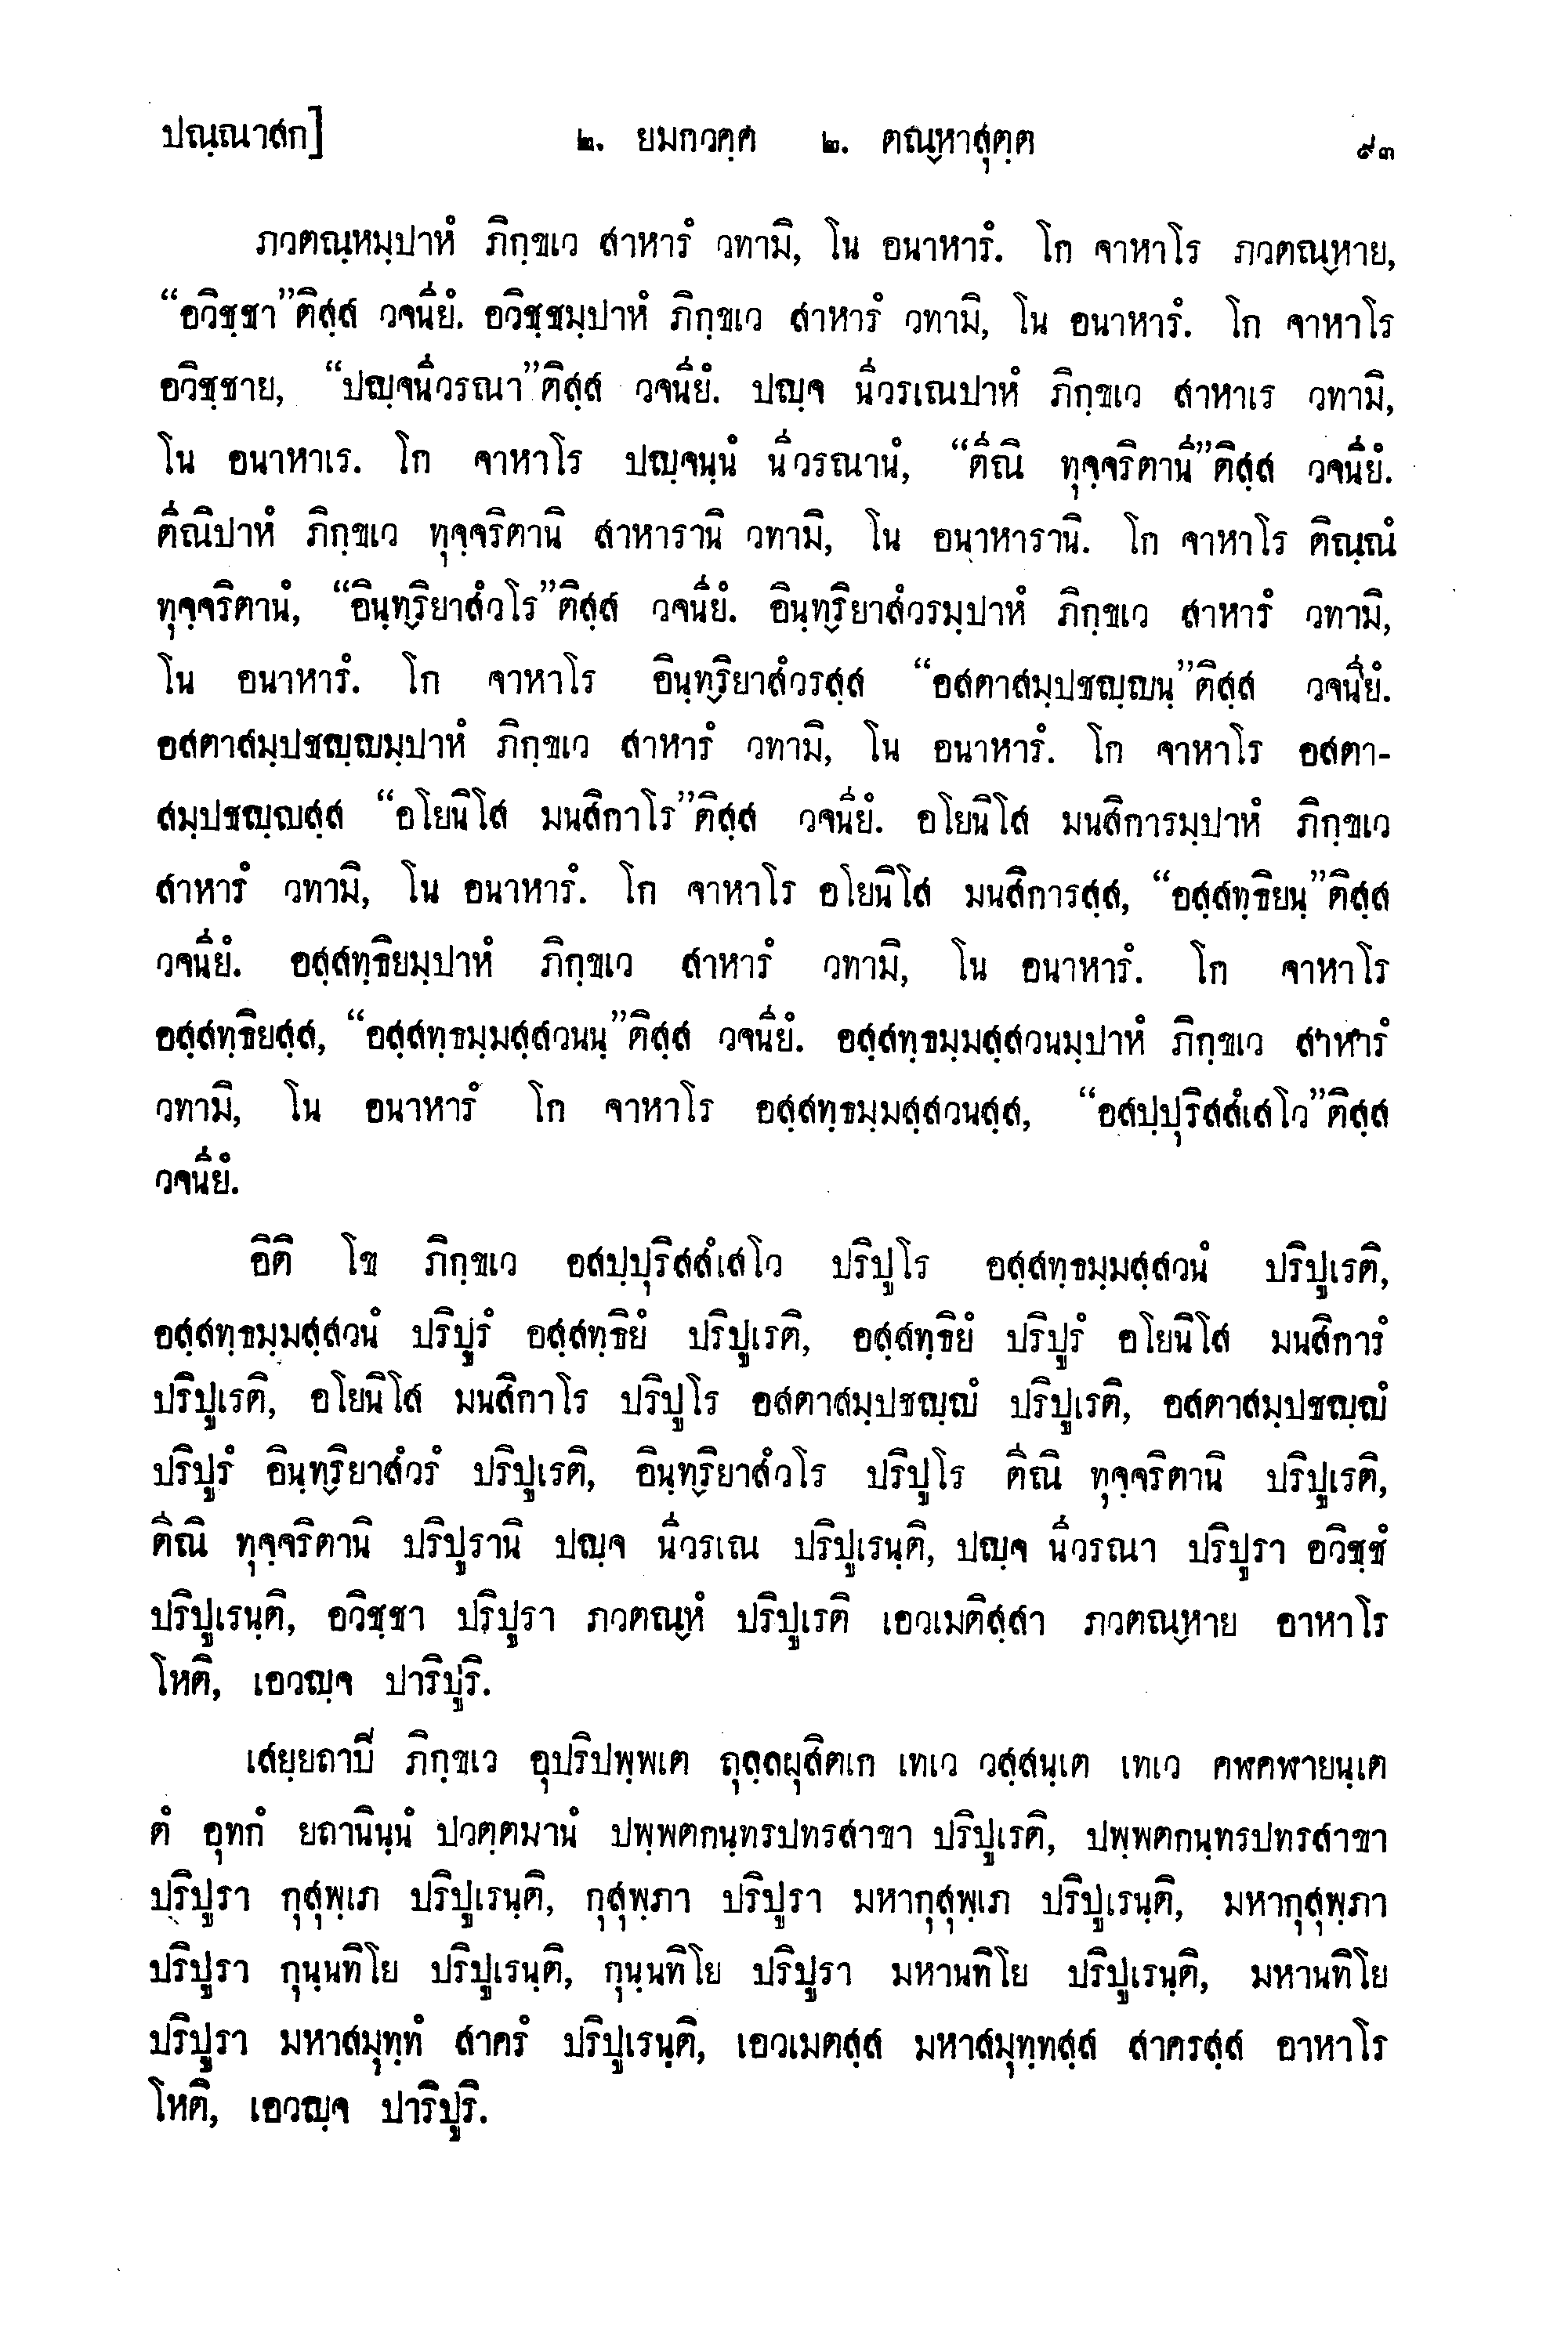 ปณฺณาสก] ๒. ยมกวคฺค ๒. ตณฺหาสุตฺต ๙๓
ภวตณฺหมฺปาหํ ภิกฺขเว สาหารํ วทามิ, โน อนาหารํ. โก จาหาโร ภวตณฺหาย,
“อวิชฺชา”ติสฺส วจนียํ. อวิชฺชมฺปาหํ ภิกฺขเว สาหารํ วทามิ, โน อนาหารํ. โก จาหาโร
อวิชฺชาย, “ปญฺจนีวรณา”ติสฺส วจนียํ. ปญฺจ นีวรเณปาหํ ภิกฺขเว สาหาเร วทามิ,
โน อนาหาเร. โก จาหาโร ปญฺจนฺนํ นีวรณานํ, “ตีณิ ทุจฺจริตานี”ติสฺส วจนียํ.
ตีณิปาหํ ภิกฺขเว ทุจฺจริตานิ สาหารานิ วทามิ, โน อนาหารานิ. โก จาหาโร ติณฺณํ
ทุจฺจริตานํ, “อินฺทฺริยาสํวโร”ติสฺส วจนียํ. อินฺทฺริยาสํวรมฺปาหํ ภิกฺขเว สาหารํ วทามิ,
โน อนาหารํ. โก จาหาโร อินฺทฺริยาสํวรสฺส “อสตาสมฺปชญฺญนฺ”ติสฺส วจนียํ.
อสตาสมฺปชญฺญมฺปาหํ ภิกฺขเว สาหารํ วทามิ, โน อนาหารํ. โก จาหาโร อสตา-
สมฺปชญฺญสฺส “อโยนิโส มนสิกาโร”ติสฺส วจนียํ. อโยนิโส มนสิการมฺปาหํ ภิกฺขเว
สาหารํ วทามิ, โน อนาหารํ. โก จาหาโร อโยนิโส มนสิการสฺส, “อสฺสทฺธิยนฺ”ติสฺส
วจนียํ. อสฺสทฺธิยมฺปาหํ ภิกฺขเว สาหารํ วทามิ, โน อนาหารํ. โก จาหาโร
อสฺสทฺธิยสฺส, “อสฺสทฺธมฺมสฺสวนนฺ”ติสฺส วจนียํ. อสฺสทฺธมฺมสฺสวนมฺปาหํ ภิกฺขเว สาหารํ
วทามิ, โน อนาหารํ โก จาหาโร อสฺสทฺธมฺมสฺสวนสฺส, “อสปฺปุริสสํเสโว”ติสฺส
วจนียํ.
อิติ โข ภิกฺขเว อสปฺปุริสสํเสโว ปริปูโร อสฺสทฺธมฺมสฺสวนํ ปริปูเรติ,
อสฺสทฺธมฺมสฺสวนํ ปริปูรํ อสฺสทฺธิยํ ปริปูเรติ, อสฺสทฺธิยํ ปริปูรํ อโยนิโส มนสิการํ
ปริปูเรติ, อโยนิโส มนสิกาโร ปริปูโร อสตาสมฺปชญฺญํ ปริปูเรติ, อสตาสมฺปชญฺญํ
ปริปูรํ อินฺทฺริยาสํวรํ ปริปูเรติ, อินฺทฺริยาสํวโร ปริปูโร ตีณิ ทุจฺจริตานิ ปริปูเรติ,
ตีณิ ทุจฺจริตานิ ปริปูรานิ ปญฺจ นีวรเณ ปริปูเรนฺติ, ปญฺจ นีวรณา ปริปูรา อวิชฺชํ
ปริปูเรนฺติ, อวิชฺชา ปริปูรา ภวตณฺหํ ปริปูเรติ เอวเมติสฺสา ภวตณฺหาย อาหาโร
โหติ, เอวญฺจ ปาริปูริ.
เสยฺยถาปี ภิกฺขเว อุปริปพฺพเต ถุลฺลผุสิตเก เทเว วสฺสนฺเต เทเว คฬคฬายนฺเต
ตํ อุทกํ ยถานินฺนํ ปวตฺตมานํ ปพฺพตกนฺทรปทรสาขา ปริปูเรติ, ปพฺพตกนฺทรปทรสาขา
ปริปูรา กุสุพฺเภ ปริปูเรนฺติ, กุสุพฺภา ปริปูรา มหากุสุพฺเภ ปริปูเรนฺติ, มหากุสุพฺภา
ปริปูรา กุนฺนทิโย ปริปูเรนฺติ, กุนฺนทิโย ปริปูรา มหานทิโย ปริปูเรนฺติ, มหานทิโย
ปริปูรา มหาสมุทฺทํ สาครํ ปริปูเรนฺติ, เอวเมตสฺส มหาสมุทฺทสฺส สาครสฺส อาหาโร
โหติ, เอวญฺจ ปาริปูริ.